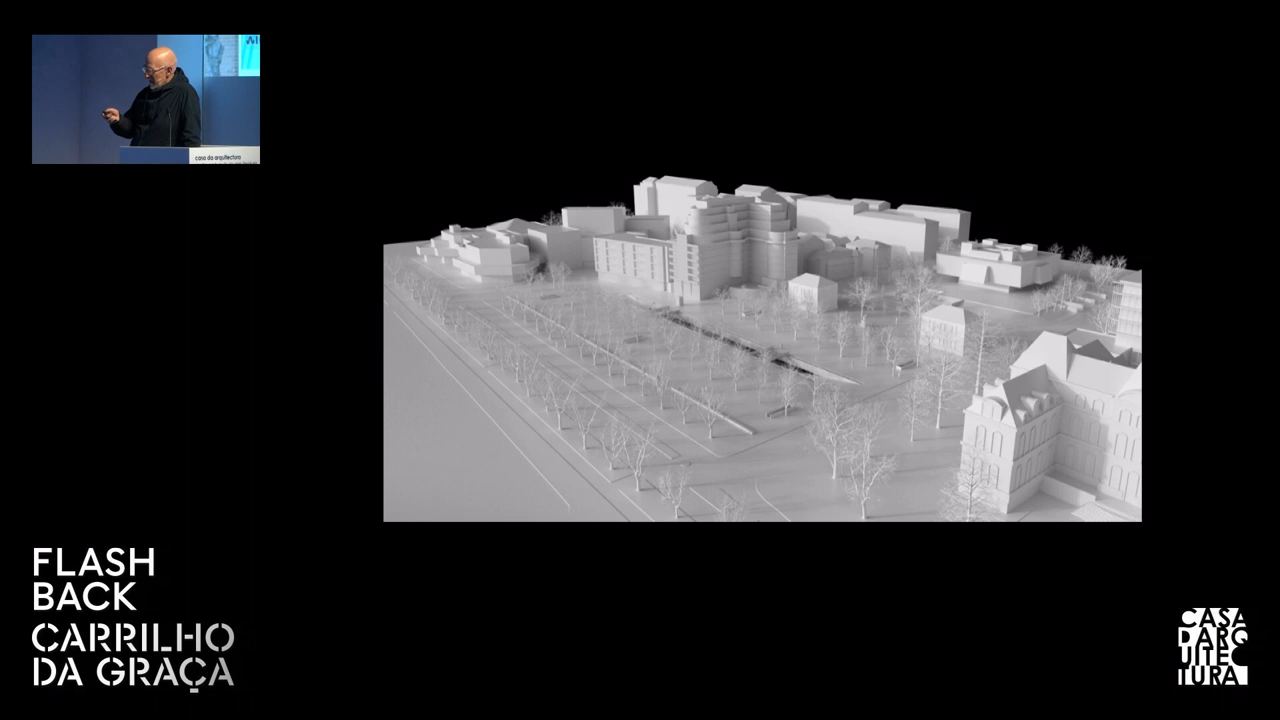 casa da arquitectura
FLASH
BACK
CARRILHO
DA GRAÇA
CASA
DARQ
UITEC
TURA